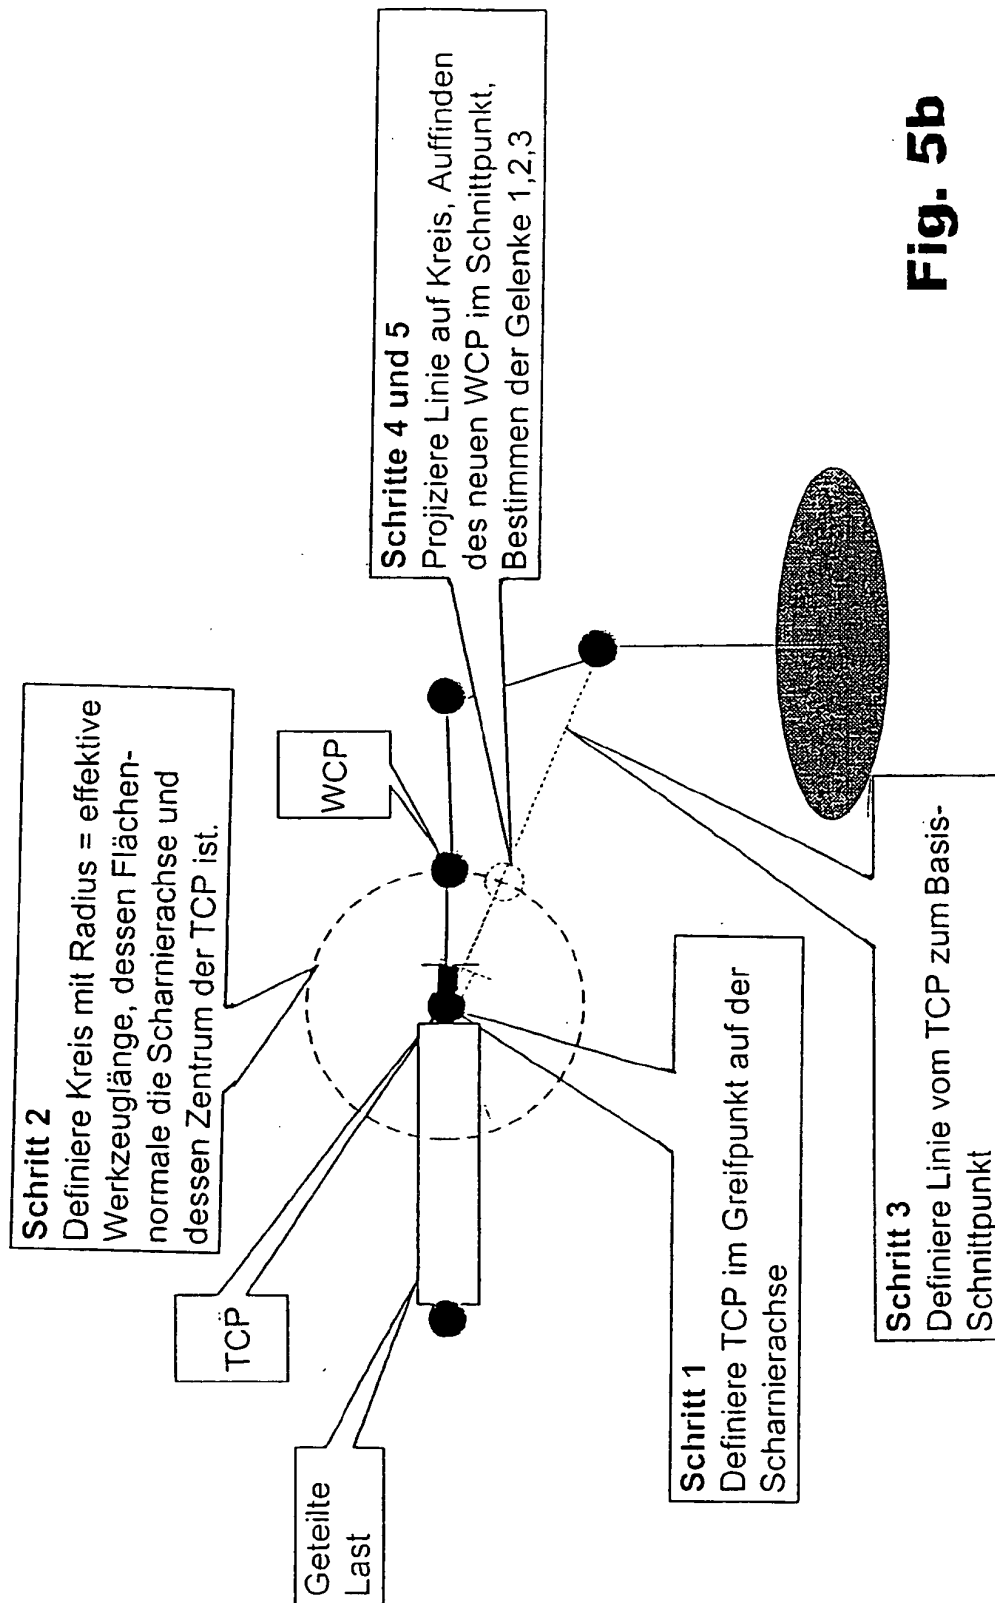 Schritt 2
Definiere Kreis mit Radius = effektive
Werkzeuglänge, dessen Flächen-
normale die Scharnierachse und
dessen Zentrum der TCP ist.
TCP
WCP
Geteilte
Last
Schritte 4 und 5
Projiziere Linie auf Kreis, Auffinden
des neuen WCP im Schnittpunkt,
Bestimmen der Gelenke 1,2,3
Schritt 1
Definiere TCP im Greifpunkt auf der
Scharnierachse
Schritt 3
Definiere Linie vom TCP zum Basis-
Schnittpunkt
Fig. 5b